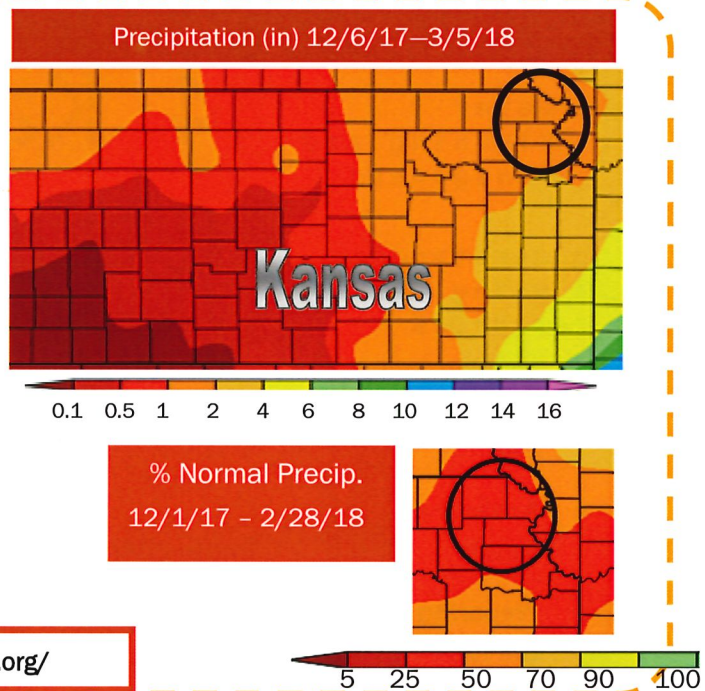 Precipitation (in) 12/6/17—3/5/18
Kansas
0.1 0.5 1 2 4 6 8 10 12 14 16
% Normal Precip.
12/1/17 – 2/28/18
.org/
5 25 50 70 90 100